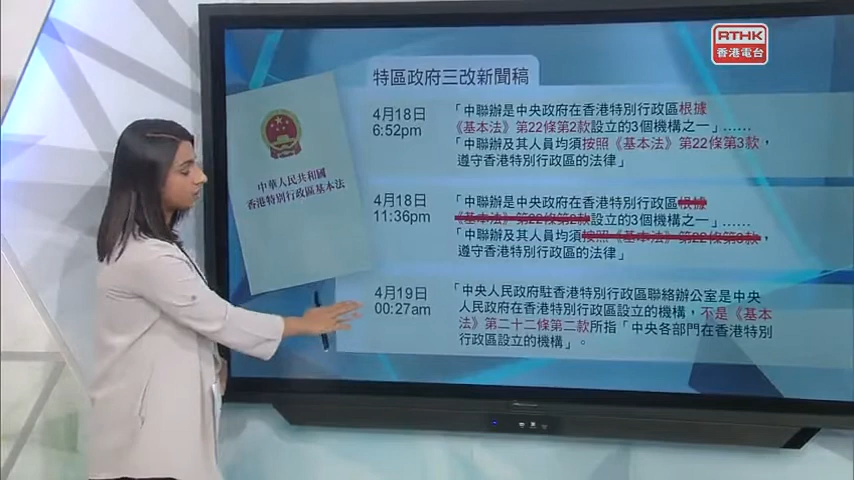 RTHK
香港電台
特區政府三改新聞稿
中華人民共和國
香港特別行政區基本法
4月18日
6:52pm
「中聯辦是中央政府在香港特別行政區根據
《基本法》第22條第2款設立的3個機構之一」……
「中聯辦及其人員均須按照《基本法》第22條第3款，
遵守香港特別行政區的法律」
4月18日
11:36pm
「中聯辦是中央政府在香港特別行政區根據
《基本法》第22條第2款設立的3個機構之一」……
「中聯辦及其人員均須按照《基本法》第22條第3款，
遵守香港特別行政區的法律」
4月19日
00:27am
「中央人民政府駐香港特別行政區聯絡辦公室是中央
人民政府在香港特別行政區設立的機構，不是《基本
法》第二十二條第二款所指「中央各部門在香港特別
行政區設立的機構」。